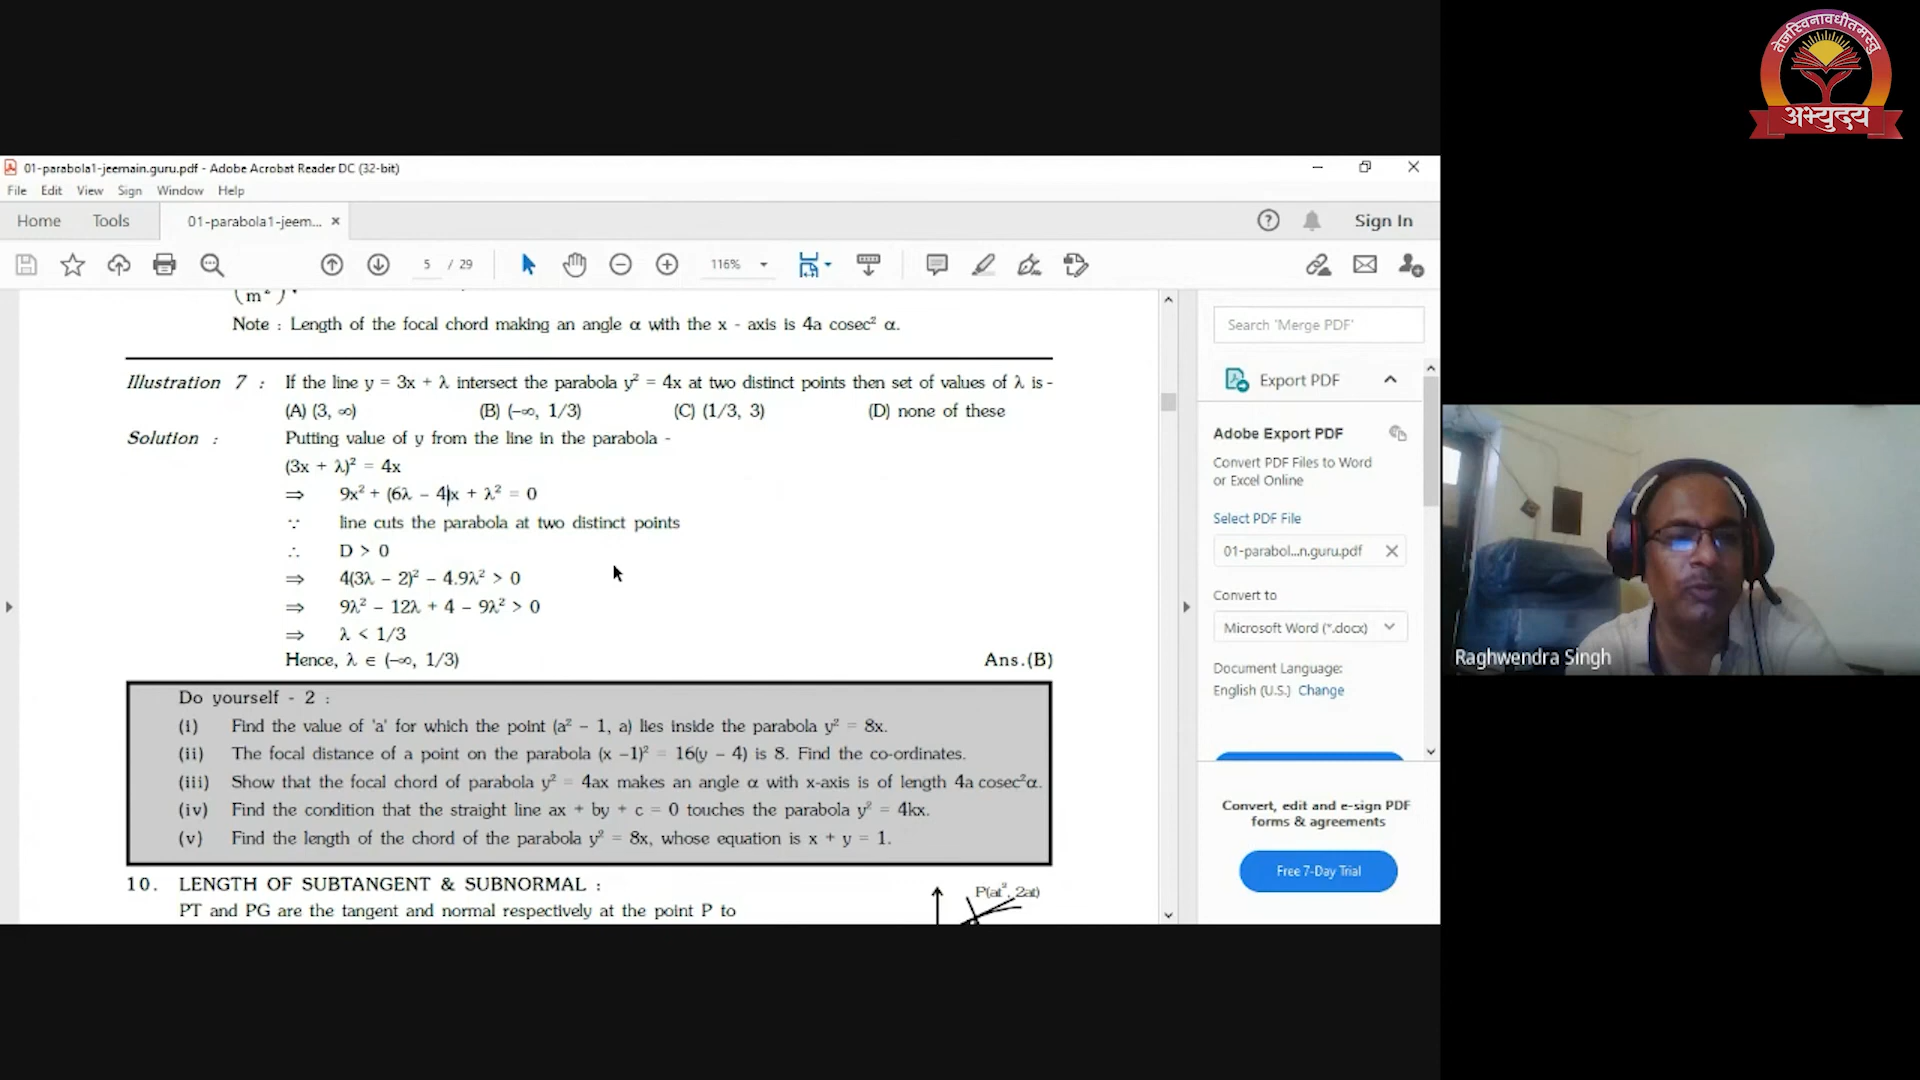 तेजस्विनावधीतमस्तु
अभ्युदय
01-parabola1-jeemain.guru.pdf - Adobe Acrobat Reader DC (32-bit)
File Edit View Sign Window Help
Home Tools 01-parabola1-jeem... × Sign In
5 / 29 116%
Note : Length of the focal chord making an angle α with the x - axis is 4a cosec² α.
Illustration 7 : If the line y = 3x + λ intersect the parabola y² = 4x at two distinct points then set of values of λ is -
(A) (3, ∞) (B) (–∞, 1/3) (C) (1/3, 3) (D) none of these
Solution : Putting value of y from the line in the parabola -
(3x + λ)² = 4x
⇒ 9x² + (6λ – 4)x + λ² = 0
∵ line cuts the parabola at two distinct points
∴ D > 0
⇒ 4(3λ – 2)² – 4.9λ² > 0
⇒ 9λ² – 12λ + 4 – 9λ² > 0
⇒ λ < 1/3
Hence, λ ∈ (–∞, 1/3) Ans.(B)
Do yourself - 2 :
(i) Find the value of 'a' for which the point (a² – 1, a) lies inside the parabola y² = 8x.
(ii) The focal distance of a point on the parabola (x –1)² = 16(y – 4) is 8. Find the co-ordinates.
(iii) Show that the focal chord of parabola y² = 4ax makes an angle α with x-axis is of length 4a cosec²α.
(iv) Find the condition that the straight line ax + by + c = 0 touches the parabola y² = 4kx.
(v) Find the length of the chord of the parabola y² = 8x, whose equation is x + y = 1.
10. LENGTH OF SUBTANGENT & SUBNORMAL :
PT and PG are the tangent and normal respectively at the point P to
P(at², 2at)
Search 'Merge PDF'
Export PDF
Adobe Export PDF
Convert PDF Files to Word
or Excel Online
Select PDF File
01-parabol...n.guru.pdf
Convert to
Microsoft Word (*.docx)
Document Language:
English (U.S.) Change
Convert, edit and e-sign PDF
forms & agreements
Free 7-Day Trial
Raghwendra Singh